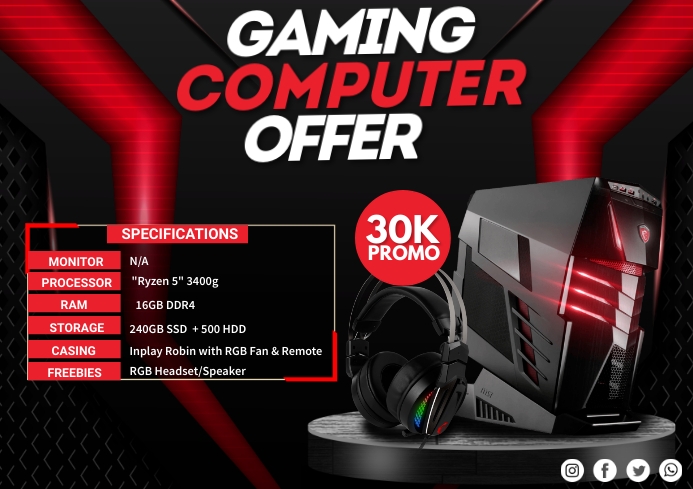 GAMING
COMPUTER
OFFER
30K
PROMO
SPECIFICATIONS
MONITOR N/A
PROCESSOR "Ryzen 5" 3400g
RAM 16GB DDR4
STORAGE 240GB SSD + 500 HDD
CASING Inplay Robin with RGB Fan & Remote
FREEBIES RGB Headset/Speaker
msi